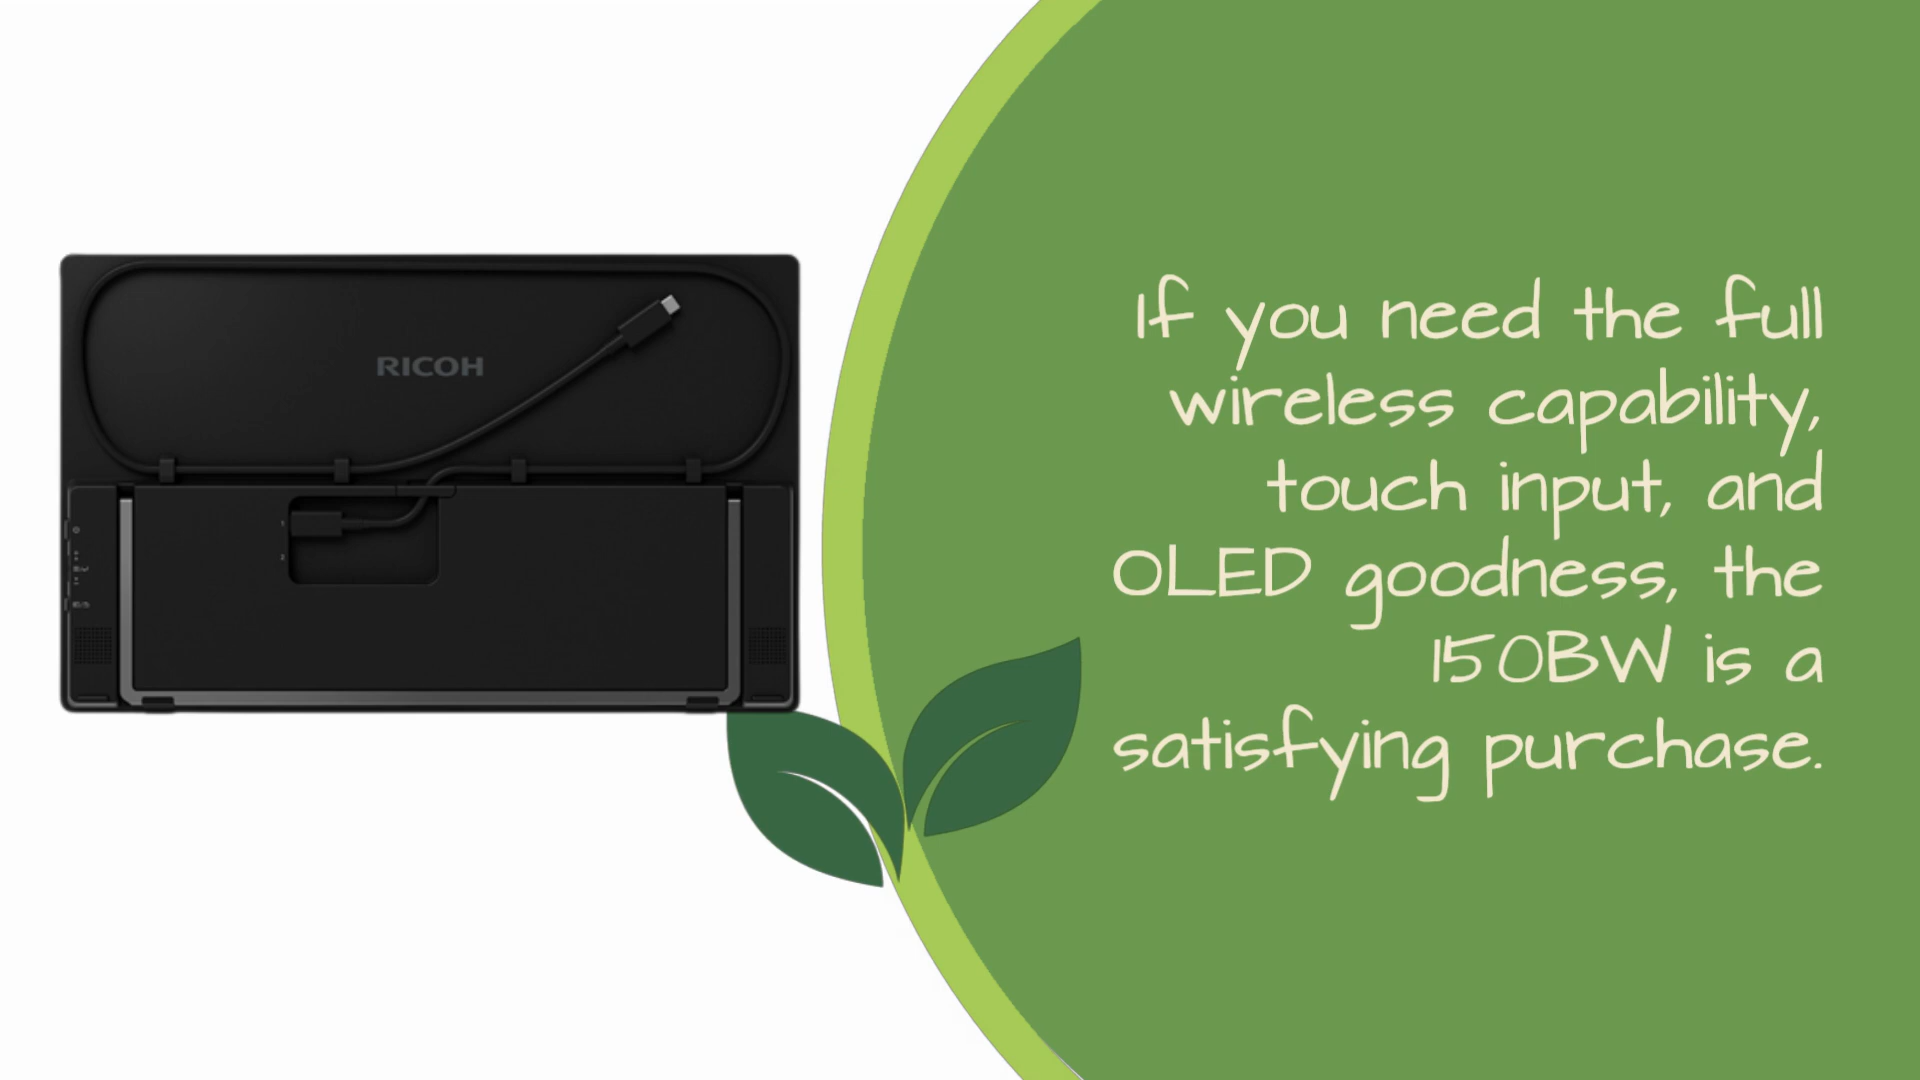 RICOH
If you need the full
wireless capability,
touch input, and
OLED goodness, the
150BW is a
satisfying purchase.